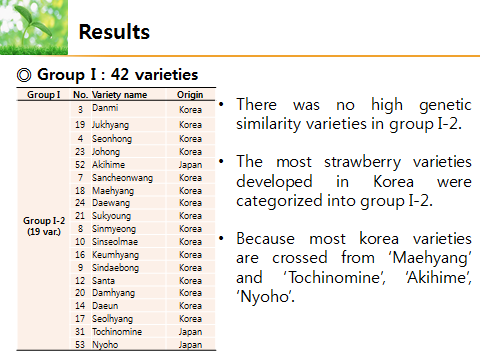 Results
◎ Group I : 42 varieties
Group I No. Variety name Origin
3 Danmi Korea
19 Jukhyang Korea
4 Seonhong Korea
23 Johong Korea
52 Akihime Japan
7 Sancheonwang Korea
18 Maehyang Korea
24 Daewang Korea
Group I-2
(19 var.)
21 Sukyoung Korea
8 Sinmyeong Korea
10 Sinseolmae Korea
16 Keumhyang Korea
9 Sindaebong Korea
12 Santa Korea
20 Damhyang Korea
14 Daeun Korea
17 Seolhyang Korea
31 Tochinomine Japan
53 Nyoho Japan
• There was no high genetic
similarity varieties in group I-2.
• The most strawberry varieties
developed in Korea were
categorized into group I-2.
• Because most korea varieties
are crossed from ‘Maehyang’
and ‘Tochinomine’, ‘Akihime’,
‘Nyoho’.